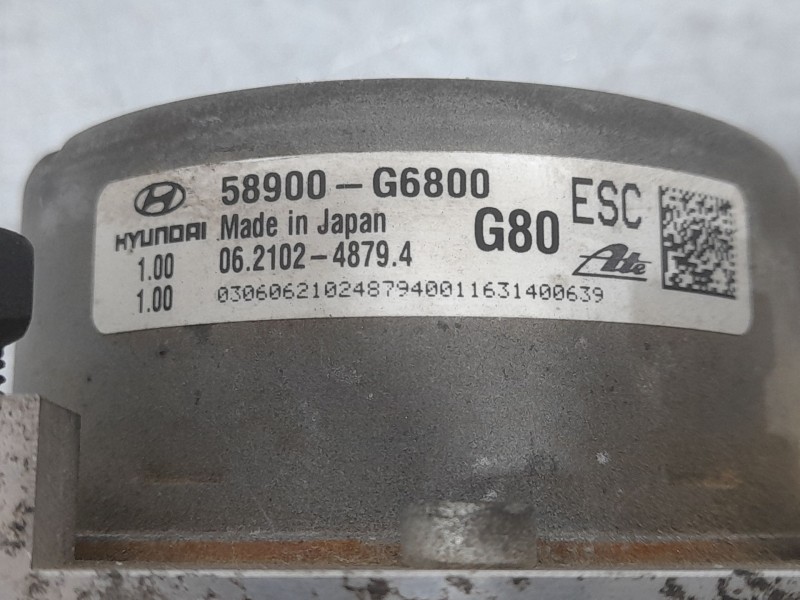 58900-G6800
HYUNDAI Made in Japan G80 ESC
1.00 06.2102-4879.4 Ate
1.00 0306062102487940011631400639